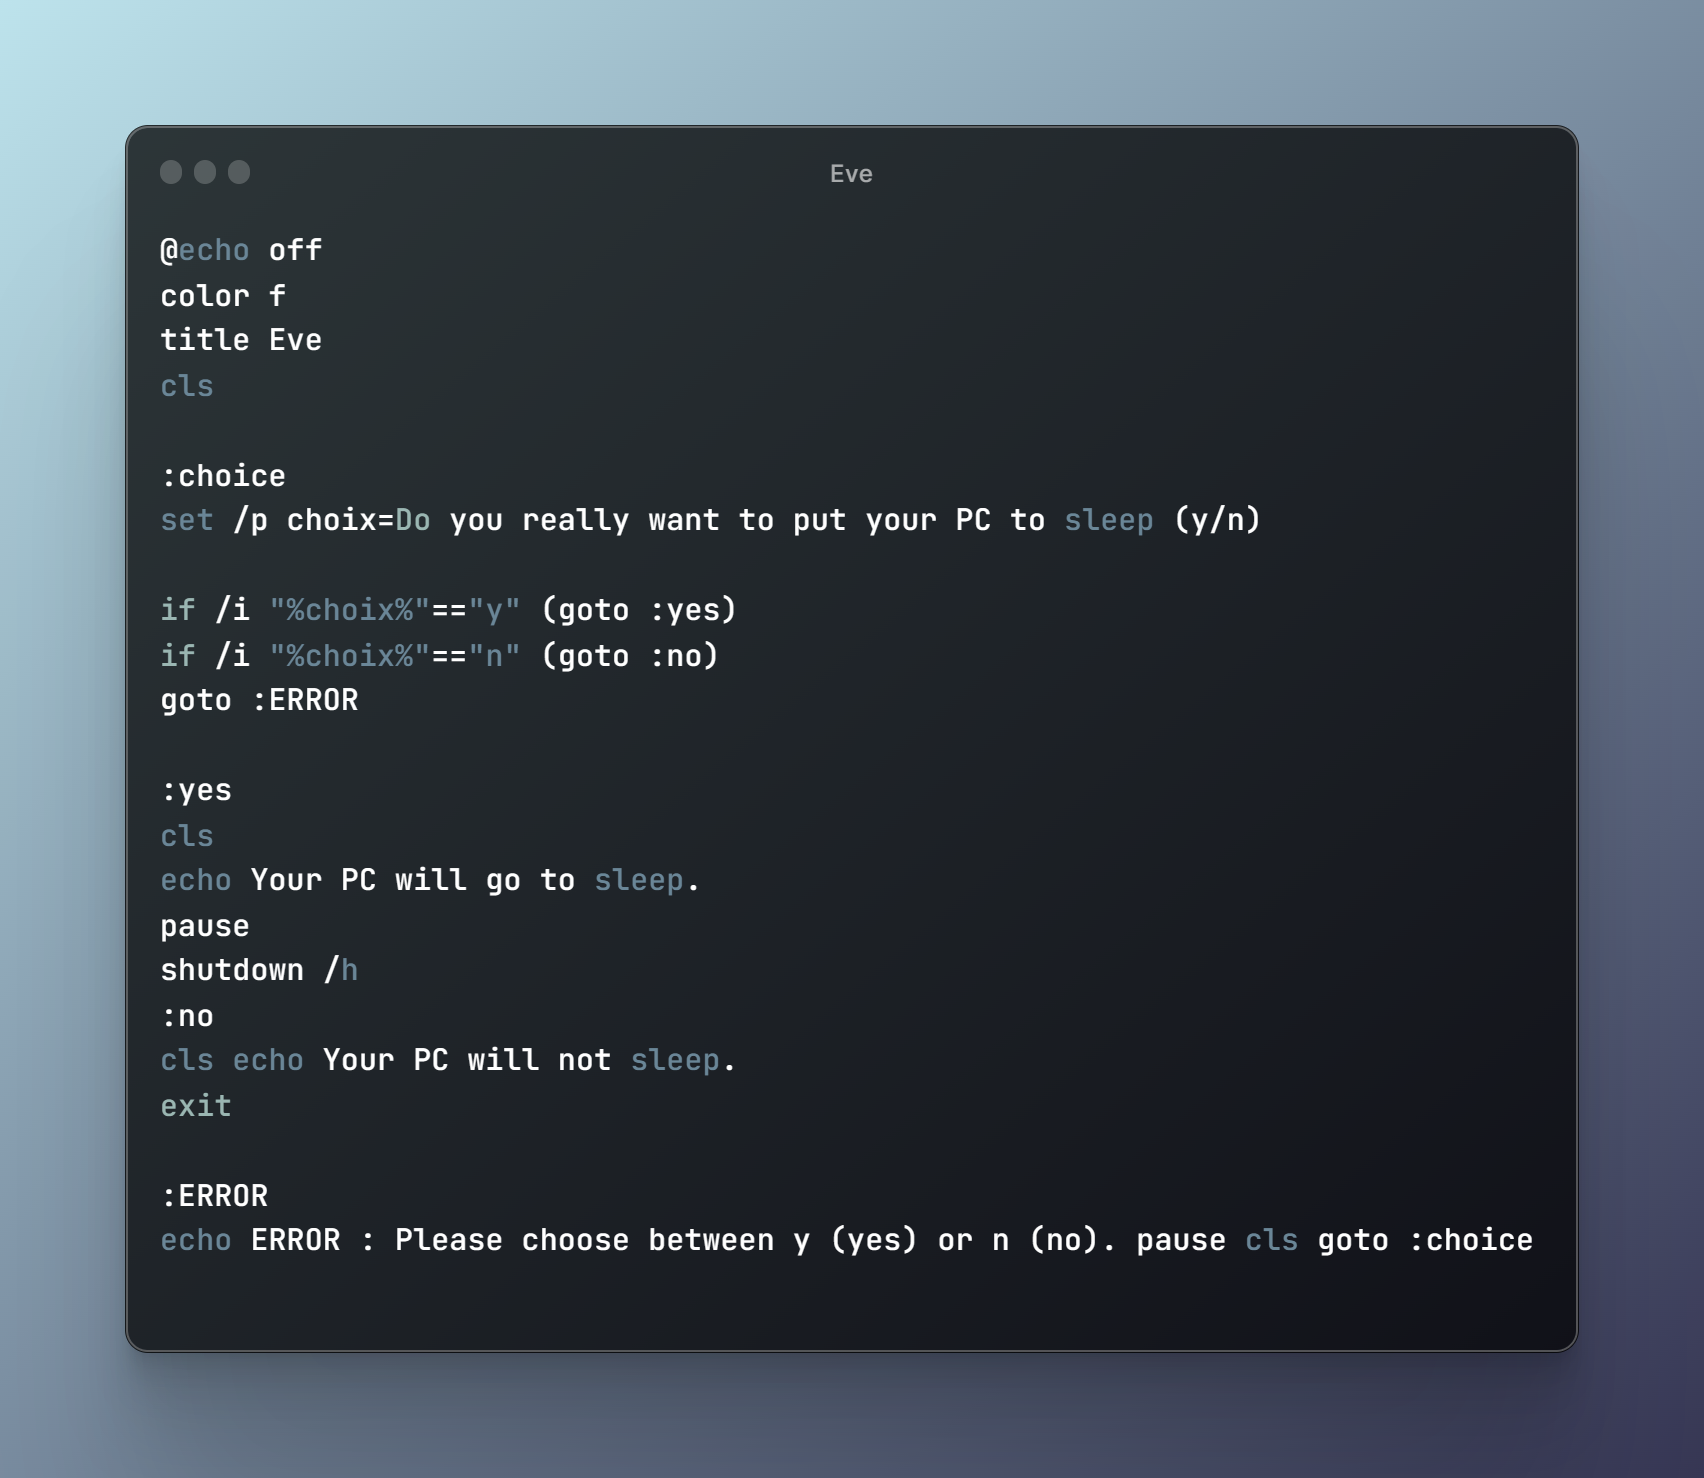 Eve
@echo off
color f
title Eve
cls
:choice
set /p choix=Do you really want to put your PC to sleep (y/n)
if /i "%choix%"=="y" (goto :yes)
if /i "%choix%"=="n" (goto :no)
goto :ERROR
:yes
cls
echo Your PC will go to sleep.
pause
shutdown /h
:no
cls echo Your PC will not sleep.
exit
:ERROR
echo ERROR : Please choose between y (yes) or n (no). pause cls goto :choice